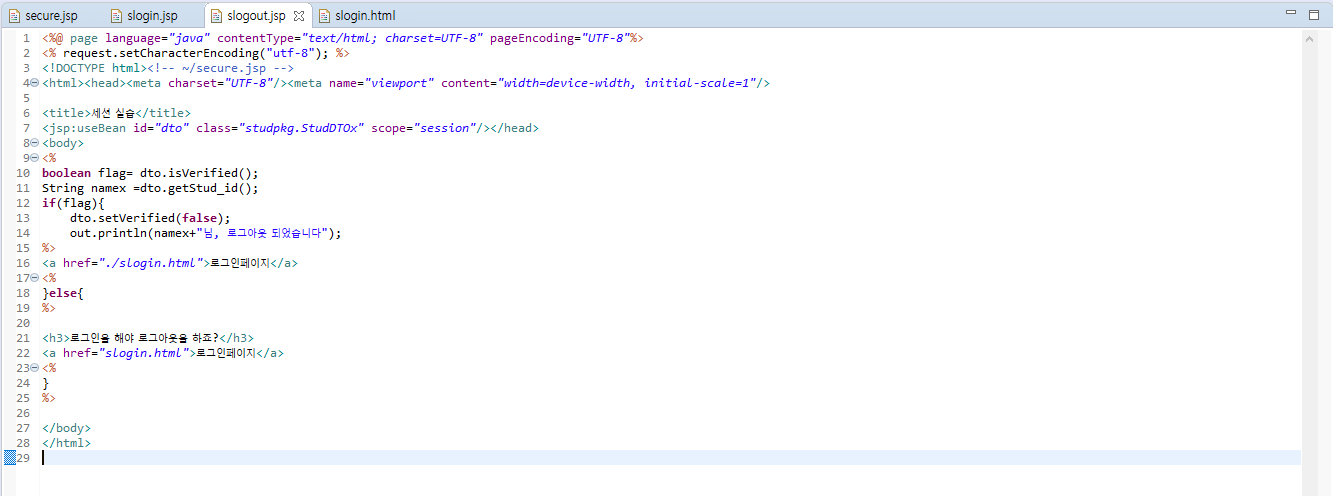 secure.jsp slogin.jsp slogout.jsp slogin.html
1 <%@ page language="java" contentType="text/html; charset=UTF-8" pageEncoding="UTF-8"%>
2 <% request.setCharacterEncoding("utf-8"); %>
3 <!DOCTYPE html><!-- ~/secure.jsp -->
4 <html><head><meta charset="UTF-8"/><meta name="viewport" content="width=device-width, initial-scale=1"/>
5
6 <title>세션 실습</title>
7 <jsp:useBean id="dto" class="studpkg.StudDTOx" scope="session"/></head>
8 <body>
9 <%
10 boolean flag= dto.isVerified();
11 String namex =dto.getStud_id();
12 if(flag){
13     dto.setVerified(false);
14     out.println(namex+"님, 로그아웃 되었습니다");
15 %>
16 <a href="./slogin.html">로그인페이지</a>
17 <%
18 }else{
19 %>
20
21 <h3>로그인을 해야 로그아웃을 하죠?</h3>
22 <a href="slogin.html">로그인페이지</a>
23 <%
24 }
25 %>
26
27 </body>
28 </html>
29